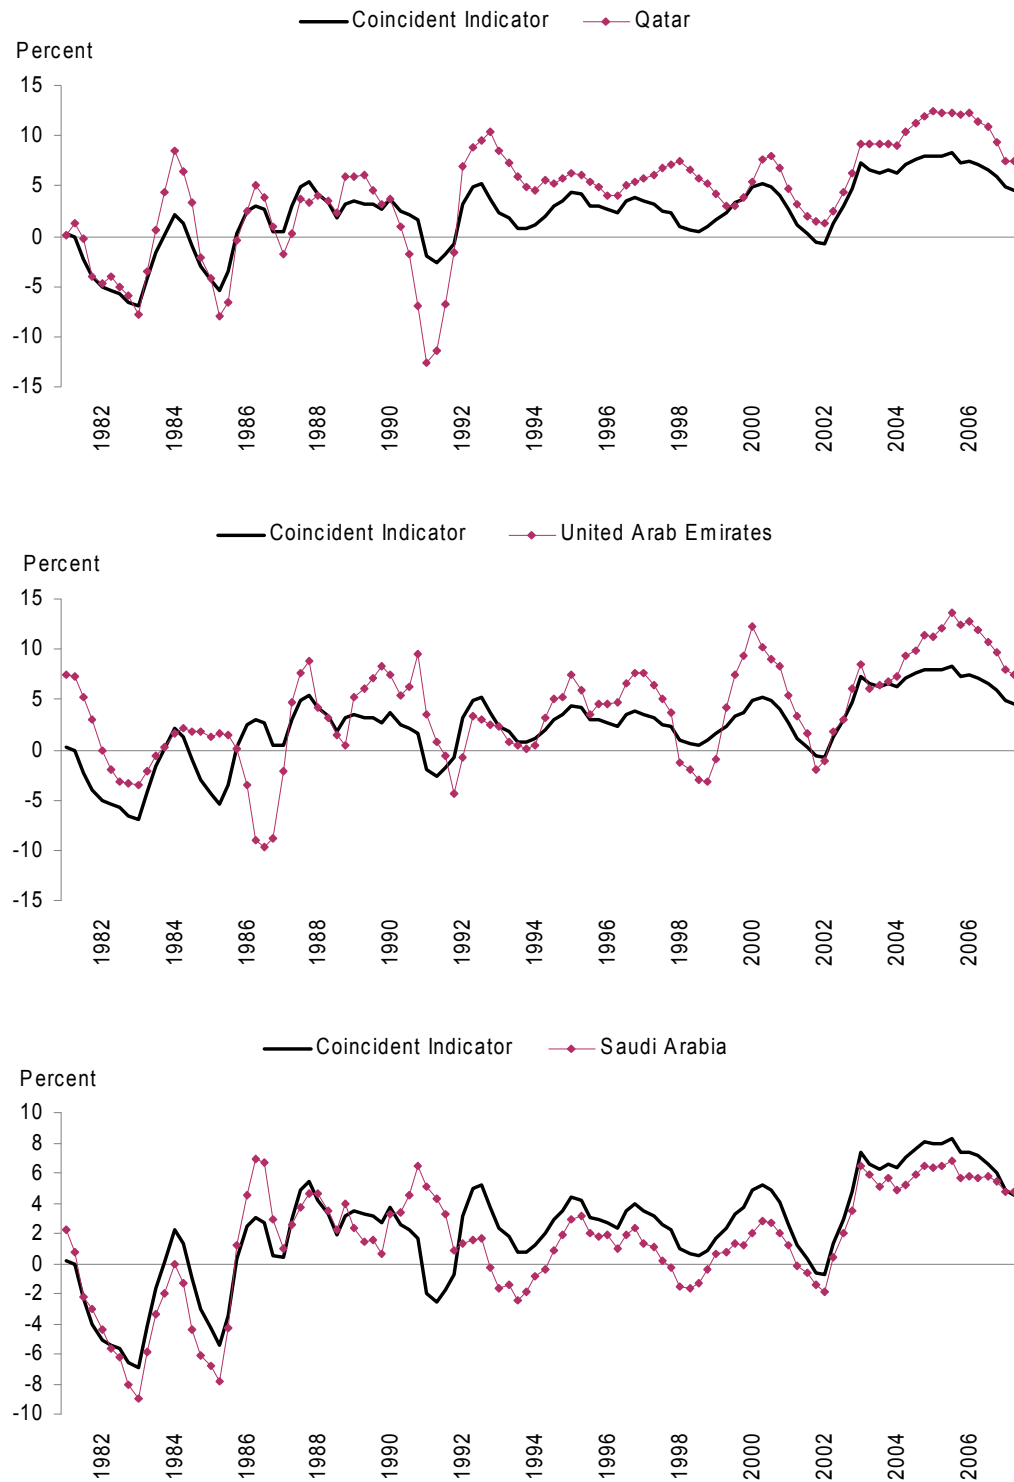 Coincident Indicator Qatar
Percent
15
10
5
0
-5
-10
-15
1982 1984 1986 1988 1990 1992 1994 1996 1998 2000 2002 2004 2006
Coincident Indicator United Arab Emirates
Percent
15
10
5
0
-5
-10
-15
1982 1984 1986 1988 1990 1992 1994 1996 1998 2000 2002 2004 2006
Coincident Indicator Saudi Arabia
Percent
10
8
6
4
2
0
-2
-4
-6
-8
-10
1982 1984 1986 1988 1990 1992 1994 1996 1998 2000 2002 2004 2006